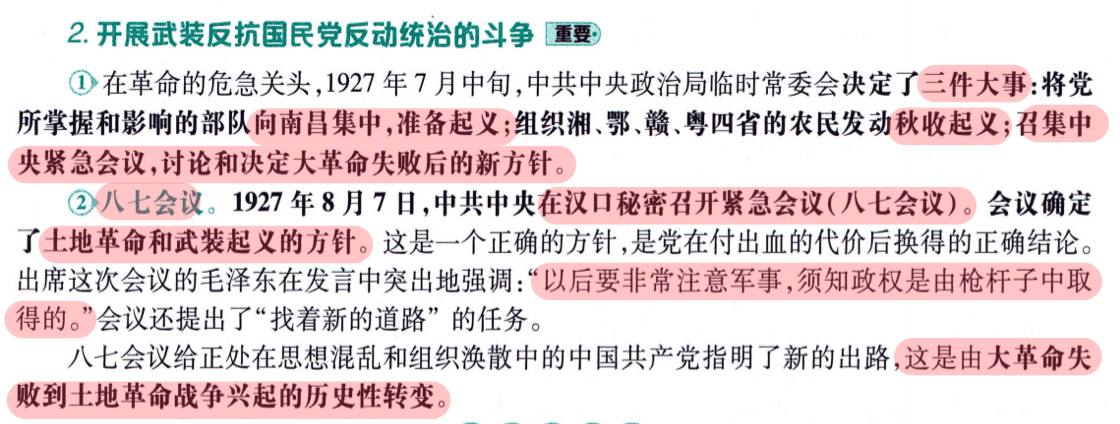 2. 开展武装反抗国民党反动统治的斗争 重要
①在革命的危急关头,1927 年 7 月中旬,中共中央政治局临时常委会决定了三件大事:将党
所掌握和影响的部队向南昌集中,准备起义;组织湘、鄂、赣、粤四省的农民发动秋收起义;召集中
央紧急会议,讨论和决定大革命失败后的新方针。
②八七会议。1927 年 8 月 7 日,中共中央在汉口秘密召开紧急会议(八七会议)。会议确定
了土地革命和武装起义的方针。这是一个正确的方针,是党在付出血的代价后换得的正确结论。
出席这次会议的毛泽东在发言中突出地强调:“以后要非常注意军事,须知政权是由枪杆子中取
得的。”会议还提出了“找着新的道路” 的任务。
八七会议给正处在思想混乱和组织涣散中的中国共产党指明了新的出路,这是由大革命失
败到土地革命战争兴起的历史性转变。